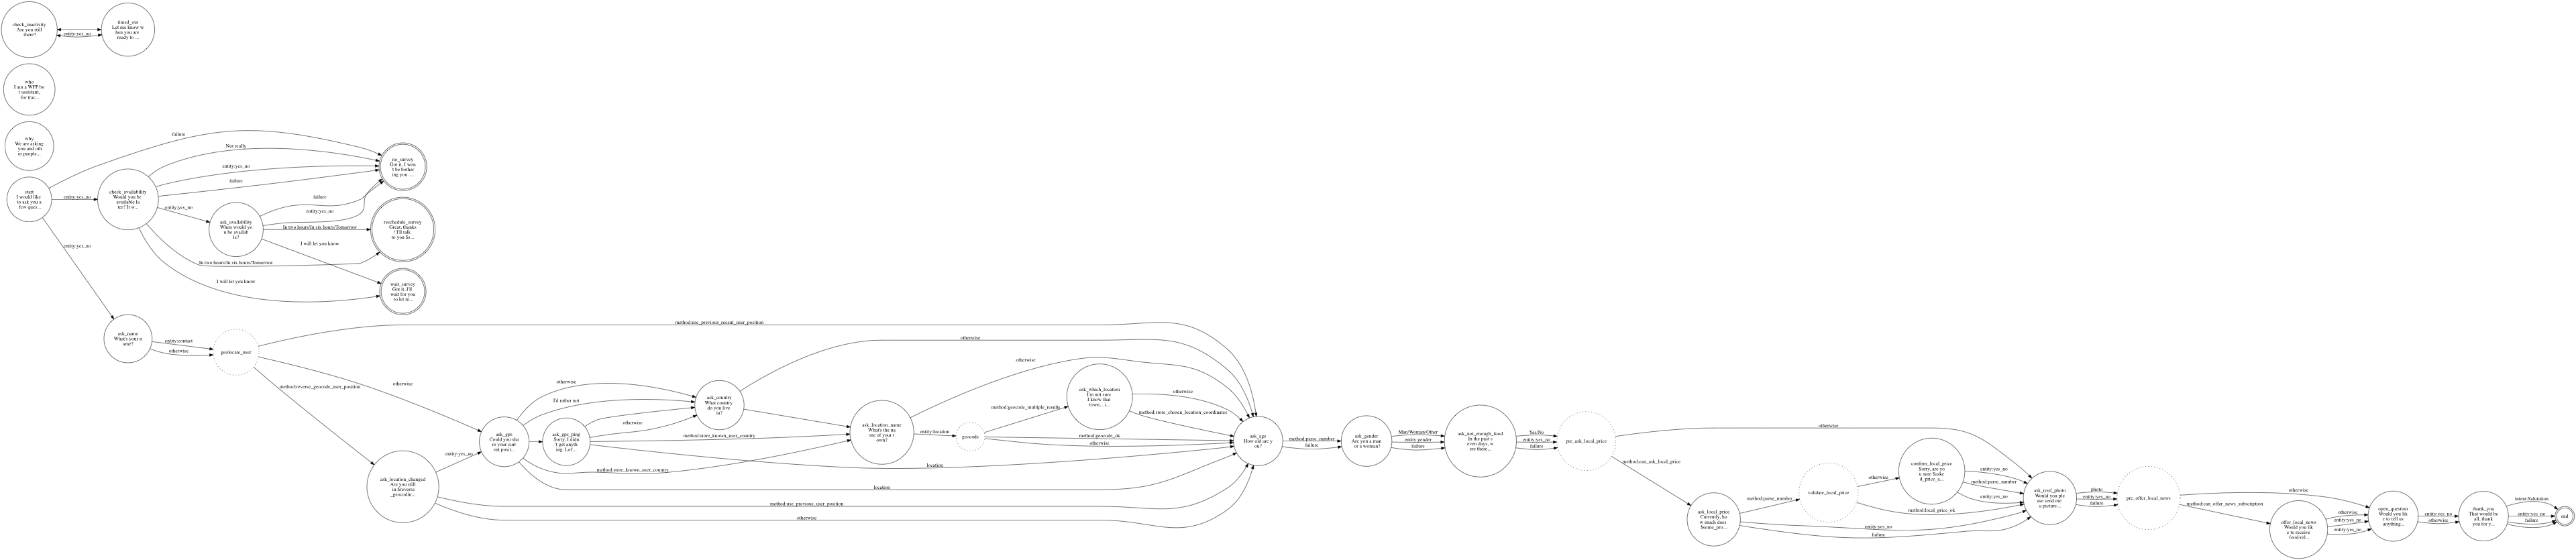 check_inactivity
Are you still
there?
entity:yes_no
timed_out
Let me know w
hen you are
ready to ...
who
I am a WFP bo
t assistant,
for trac...
why
We are asking
you and oth
er people...
start
I would like
to ask you a
few ques...
failure
entity:yes_no
entity:yes_no
check_availability
Would you be
available la
ter? It w...
Not really
entity:yes_no
failure
entity:yes_no
In two hours/In six hours/Tomorrow
I will let you know
ask_availability
When would yo
u be availab
le?
failure
entity:yes_no
In two hours/In six hours/Tomorrow
I will let you know
no_survey
Got it, I won
't be bother
ing you ...
reschedule_survey
Great, thanks
! I'll talk
to you $s...
wait_survey
Got it, I'll
wait for you
to let m...
ask_name
What's your n
ame?
entity:contact
otherwise
geolocate_user
method:use_previous_recent_user_position
otherwise
method:reverse_geocode_user_position
ask_location_changed
Are you still
in $reverse
_geocodin...
entity:yes_no
method:use_previous_user_position
otherwise
ask_gps
Could you sha
re your curr
ent posit...
otherwise
I'd rather not
method:store_known_user_country
location
ask_gps_ping
Sorry, I didn
't get anyth
ing. Let' ...
otherwise
method:store_known_user_country
location
ask_country
What country
do you live
in?
otherwise
ask_location_name
What's the na
me of your t
own?
otherwise
entity:location
geocode
method:geocode_multiple_results
method:geocode_ok
otherwise
ask_which_location
I'm not sure
I know that
town... i...
otherwise
method:store_chosen_location_coordinates
ask_age
How old are y
ou?
method:parse_number
failure
ask_gender
Are you a man
or a woman?
Man/Woman/Other
entity:gender
failure
ask_not_enough_food
In the past s
even days, w
ere there...
Yes/No
entity:yes_no
failure
pre_ask_local_price
otherwise
method:can_ask_local_price
ask_local_price
Currently, ho
w much does
$some_pro...
method:parse_number
entity:yes_no
failure
validate_local_price
otherwise
method:local_price_ok
confirm_local_price
Sorry, are yo
u sure $aske
d_price_n...
entity:yes_no
method:parse_number
entity:yes_no
ask_roof_photo
Would you ple
ase send me
a picture...
photo
entity:yes_no
failure
pre_offer_local_news
otherwise
method:can_offer_news_subscription
offer_local_news
Would you lik
e to receive
food-rel...
otherwise
entity:yes_no
entity:yes_no
open_question
Would you lik
e to tell us
anything...
entity:yes_no
otherwise
thank_you
That would be
all, thank
you for y...
intent:Salutation
entity:yes_no
failure
end